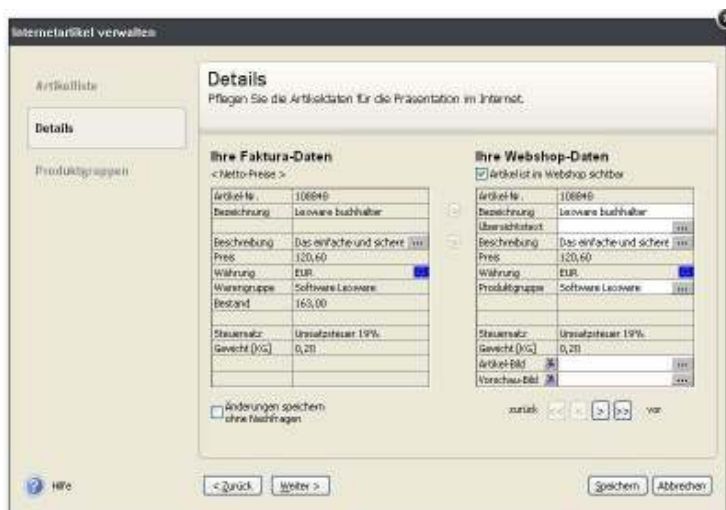 Internetartikel verwalten
Artikelliste
Details
Produktgruppen
Details
Pflegen Sie die Artikeldaten für die Präsentation im Internet.
Ihre Faktura-Daten
< Netto-Preise >
Artikel-Nr. 108848
Bezeichnung Lexware buchhalter
Beschreibung Das einfache und sichere ...
Preis 120,60
Währung EUR
Warengruppe Software Lexware
Bestand 163,00
Steuersatz Umsatzsteuer 19%
Gewicht [KG] 0,20
Änderungen speichern
ohne Nachfragen
Ihre Webshop-Daten
Artikel ist im Webshop sichtbar
Artikel-Nr. 108848
Bezeichnung Lexware buchhalter
Übersichtstext ...
Beschreibung Das einfache und sichere ...
Preis 120,60
Währung EUR
Produktgruppe Software Lexware ...
Steuersatz Umsatzsteuer 19%
Gewicht [KG] 0,20
Artikel-Bild ...
Vorschau-Bild ...
zurück << < > >> vor
Hilfe
< Zurück Weiter > Speichern Abbrechen